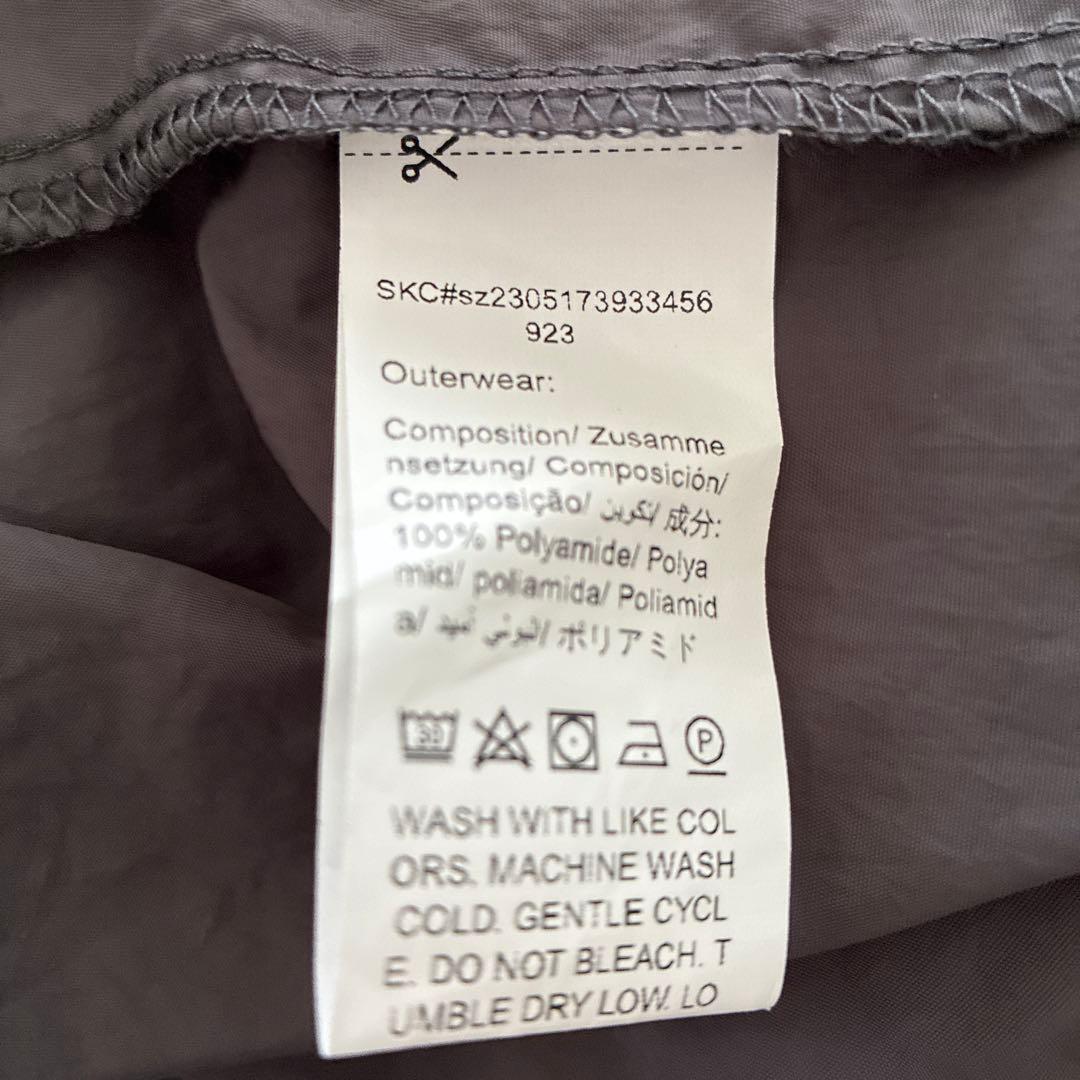 SKC#sz2305173933456
923
Outerwear:
Composition/ Zusamme
nsetzung/ Composición/
Composição/ تكوين/ 成分:
100% Polyamide/ Polya
mid/ poliamida/ Poliamid
a/ ポリアミド
30
P
WASH WITH LIKE COL
ORS. MACHINE WASH
COLD. GENTLE CYCL
E. DO NOT BLEACH. T
UMBLE DRY LOW. LO